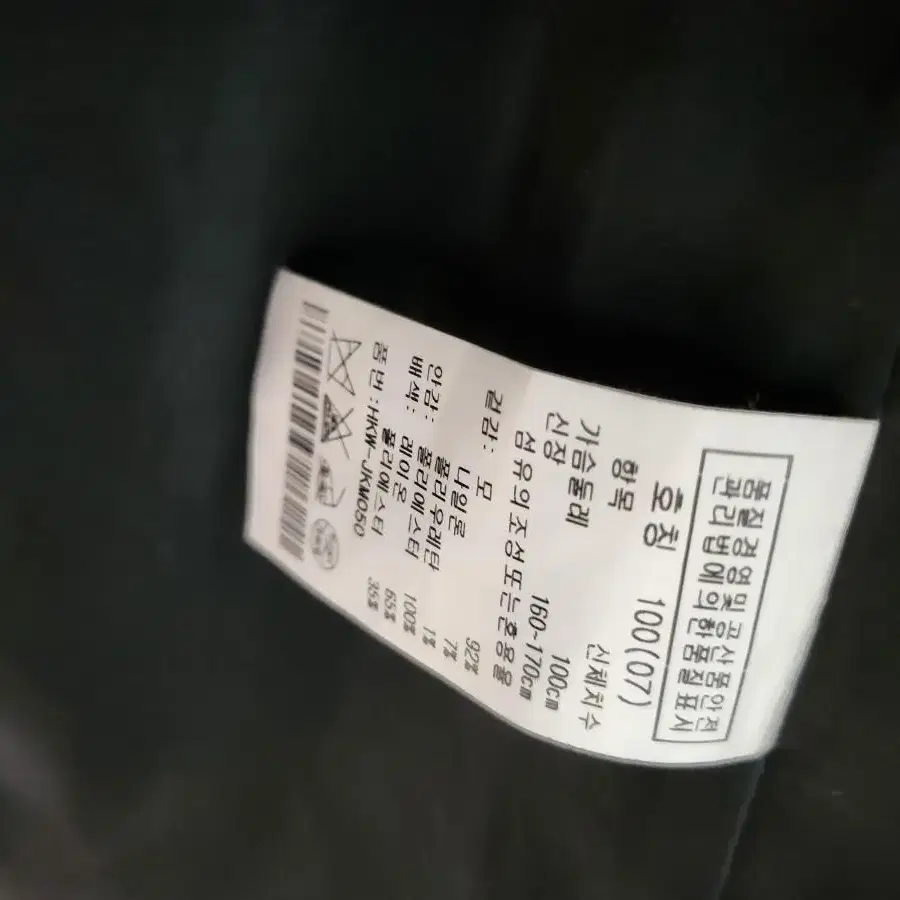 품질경영및공산품안전
관리법에의한품질표시
호칭 100(07)
항목 신체치수
가슴둘레 100cm
신장 160~170cm
섬유의조성또는혼용율
겉감: 모 92%
나일론 7%
폴리우레탄 1%
안감: 폴리에스터 100%
배색: 레이온 65%
폴리에스터 35%
품번:HKW-JKW050